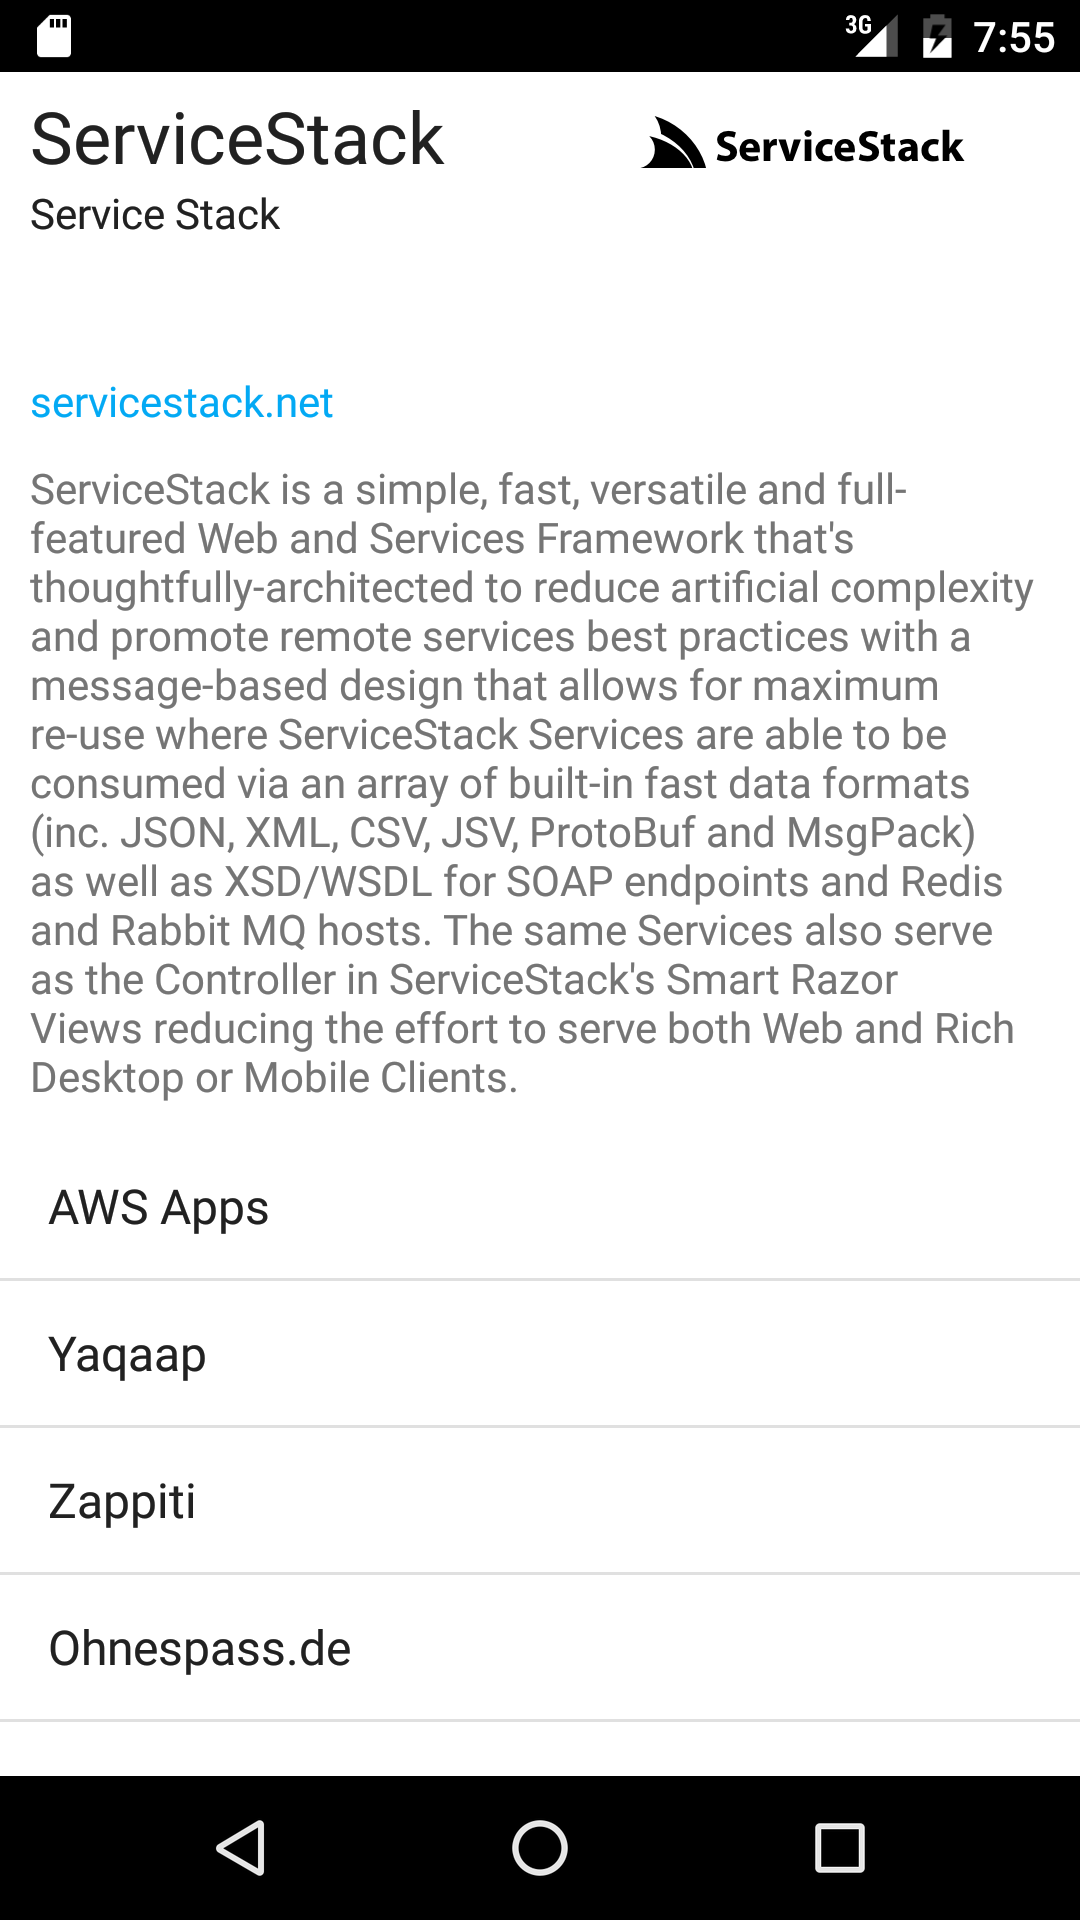 3G 7:55
ServiceStack
ServiceStack
Service Stack
servicestack.net
ServiceStack is a simple, fast, versatile and full-
featured Web and Services Framework that's
thoughtfully-architected to reduce artificial complexity
and promote remote services best practices with a
message-based design that allows for maximum
re-use where ServiceStack Services are able to be
consumed via an array of built-in fast data formats
(inc. JSON, XML, CSV, JSV, ProtoBuf and MsgPack)
as well as XSD/WSDL for SOAP endpoints and Redis
and Rabbit MQ hosts. The same Services also serve
as the Controller in ServiceStack's Smart Razor
Views reducing the effort to serve both Web and Rich
Desktop or Mobile Clients.
AWS Apps
Yaqaap
Zappiti
Ohnespass.de